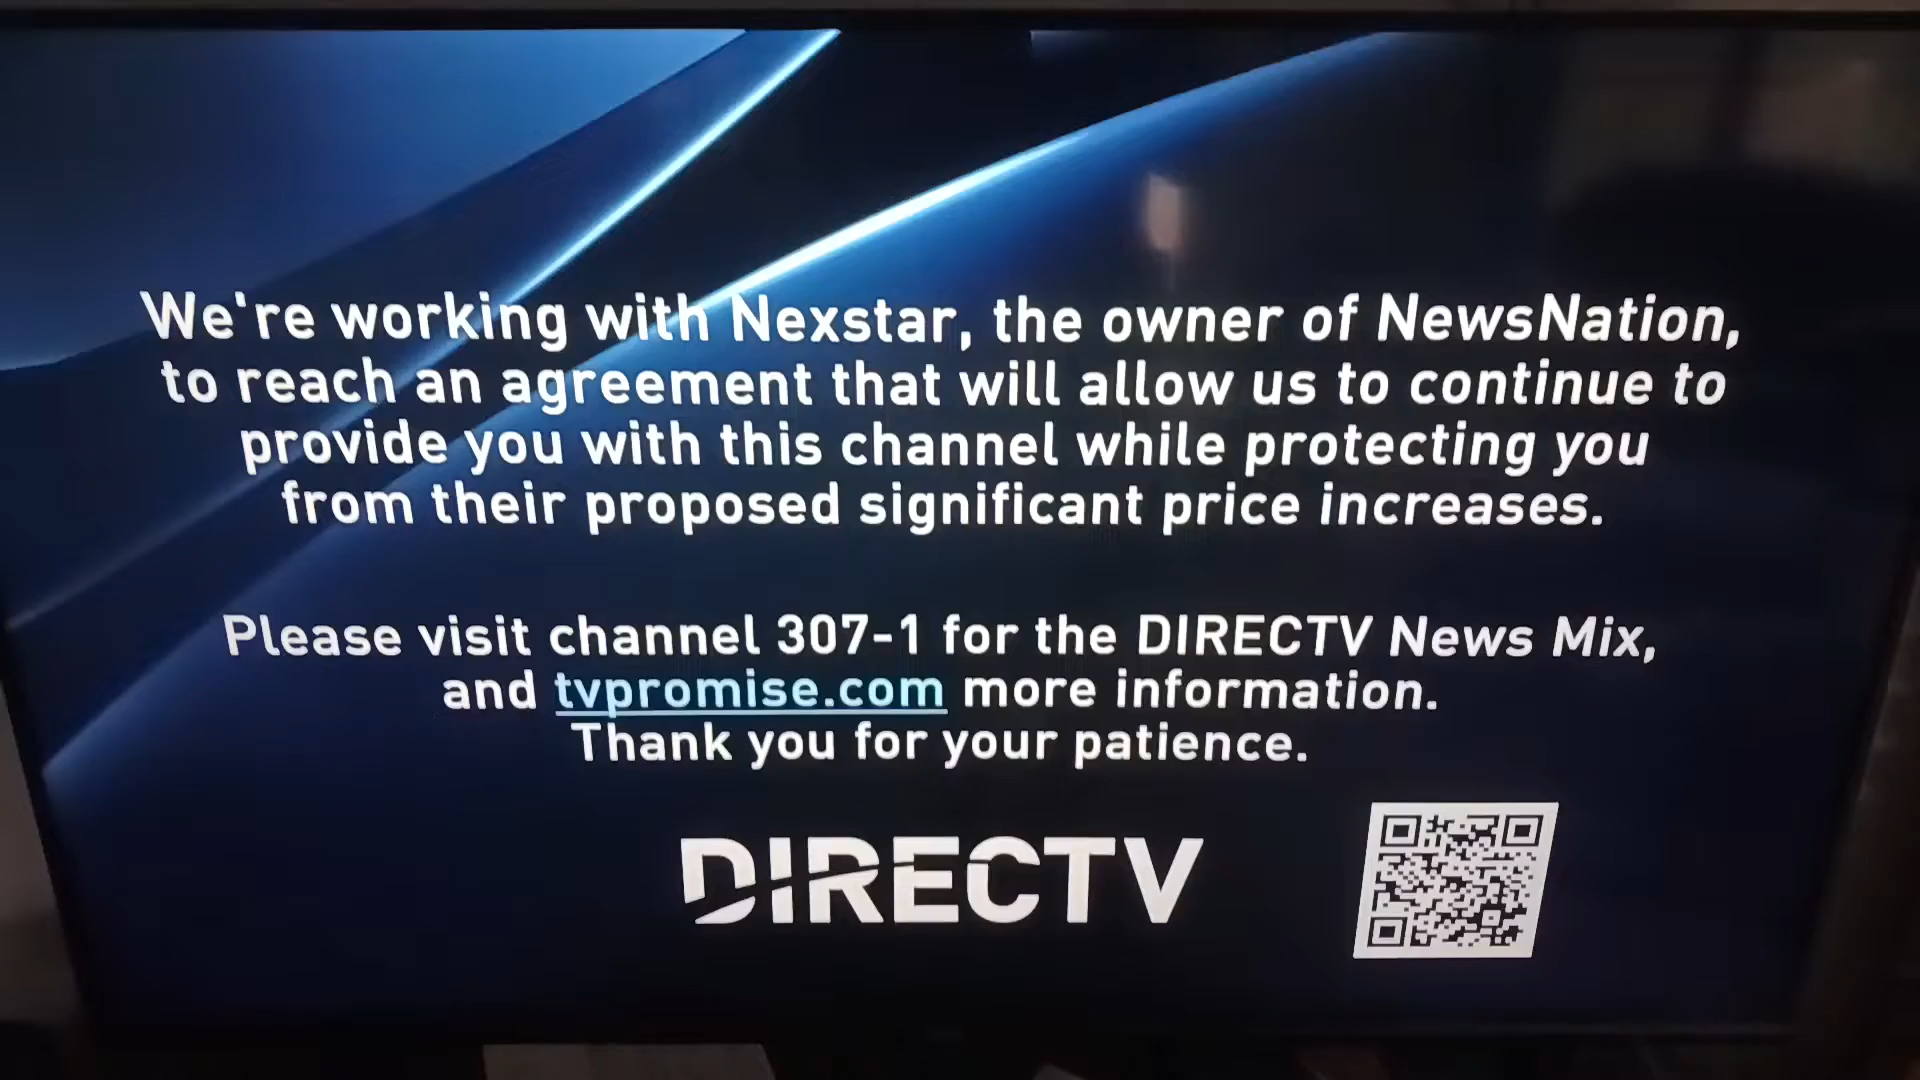 We're working with Nexstar, the owner of NewsNation,
to reach an agreement that will allow us to continue to
provide you with this channel while protecting you
from their proposed significant price increases.
Please visit channel 307-1 for the DIRECTV News Mix,
and tvpromise.com more information.
Thank you for your patience.
DIRECTV